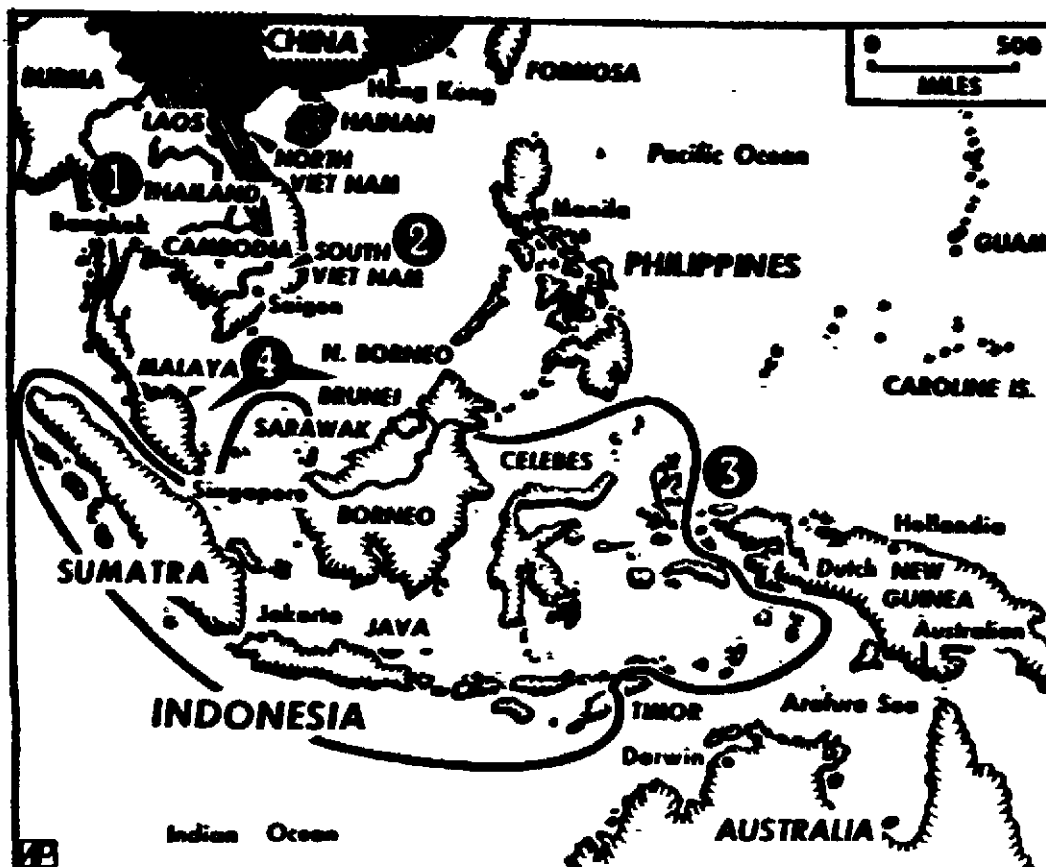 CHINA
0 500
MILES
BURMA
FORMOSA
Hong Kong
LAOS
HAINAN
NORTH
VIET NAM
Pacific Ocean
1
THAILAND
Bangkok
Manila
CAMBODIA
SOUTH
VIET NAM
2
PHILIPPINES
GUAM
Saigon
MALAYA
4
N. BORNEO
BRUNEI
SARAWAK
CAROLINE IS.
CELEBES
3
Singapore
BORNEO
Hollandia
SUMATRA
Dutch NEW
GUINEA
Jakarta
JAVA
Australian
INDONESIA
TIMOR
Arafura Sea
Darwin
Indian Ocean
AUSTRALIA